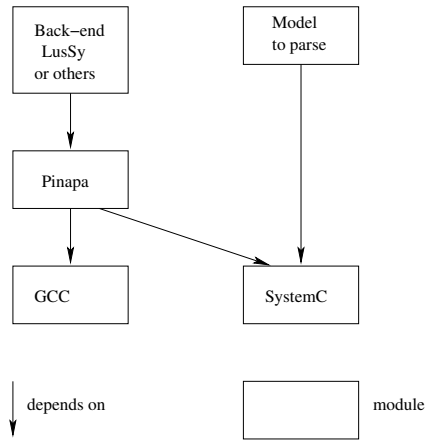 Back−end
LusSy
or others
Model
to parse
Pinapa
GCC
SystemC
depends on
module